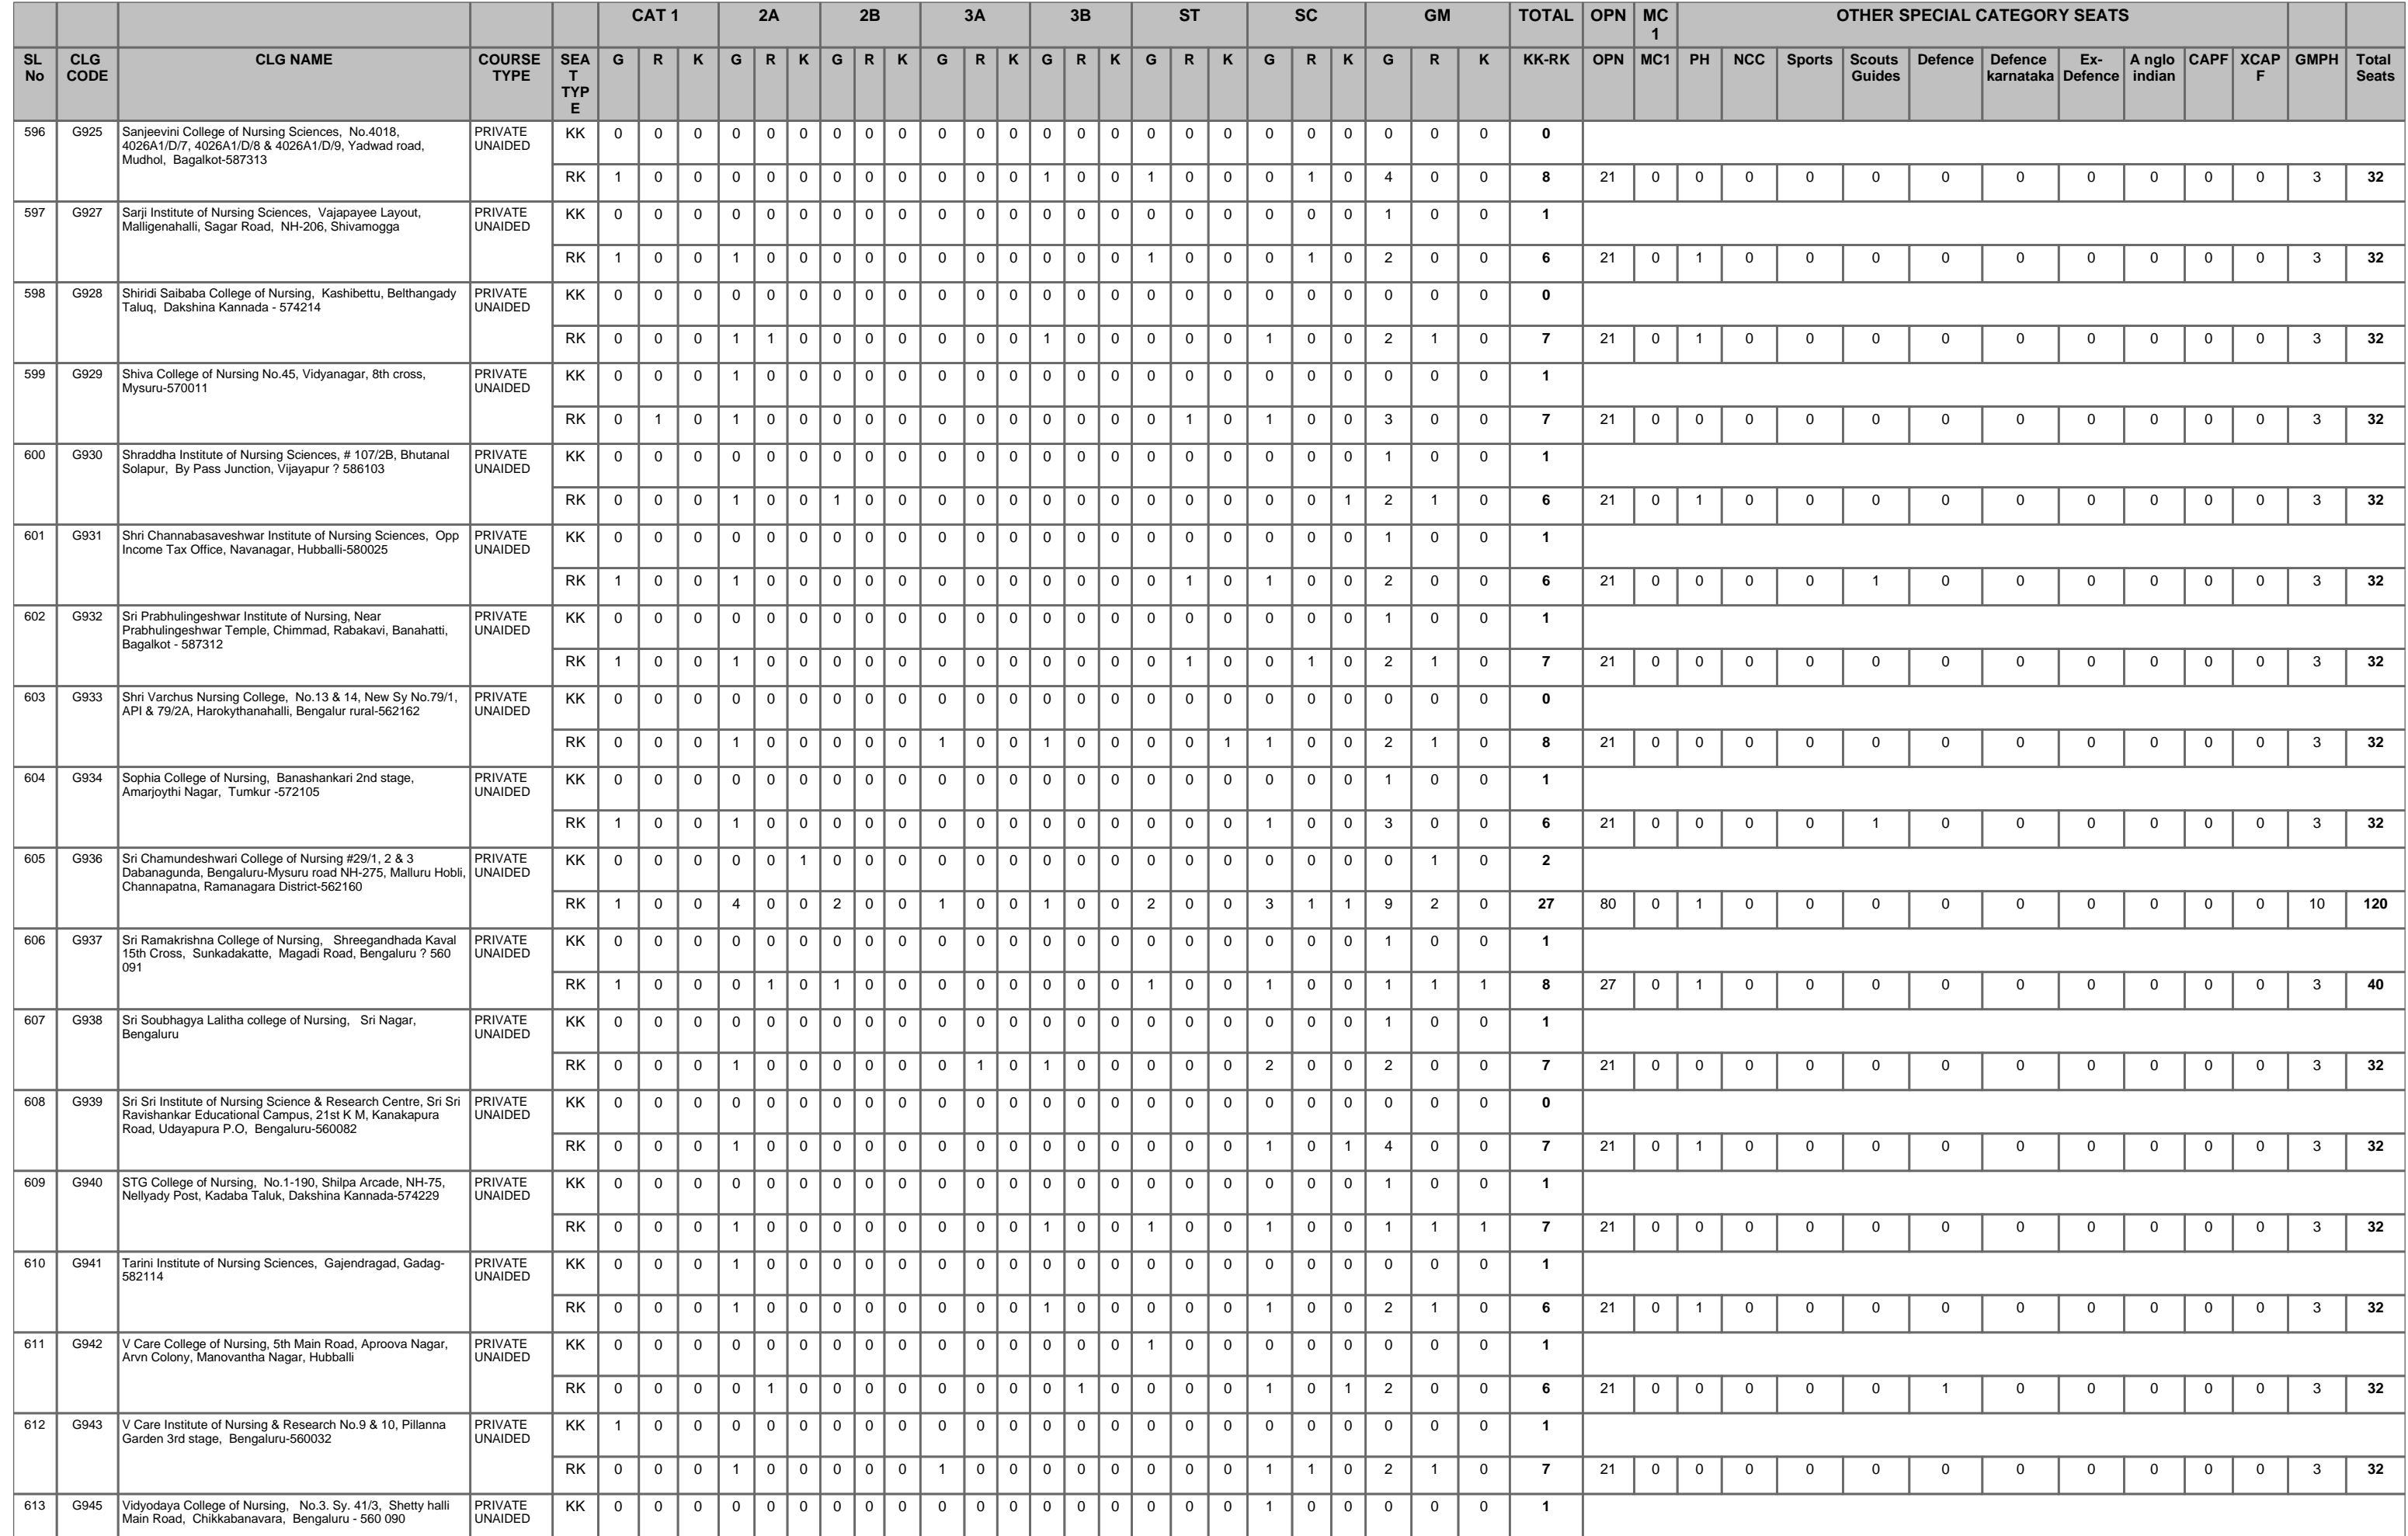 CAT 1 2A 2B 3A 3B ST SC GM TOTAL OPN MC 1 OTHER SPECIAL CATEGORY SEATS
SL No CLG CODE CLG NAME COURSE TYPE SEA T TYP E G R K G R K G R K G R K G R K G R K G R K G R K KK-RK OPN MC1 PH NCC Sports Scouts Guides Defence Defence karnataka Ex-Defence A nglo indian CAPF XCAP F GMPH Total Seats
596 G925 Sanjeevini College of Nursing Sciences, No.4018, PRIVATE KK 0 0 0 0 0 0 0 0 0 0 0 0 0 0 0 0 0 0 0 0 0 0 0 0 0
4026A1/D/7, 4026A1/D/8 & 4026A1/D/9, Yadwad road, UNAIDED
Mudhol, Bagalkot-587313
RK 1 0 0 0 0 0 0 0 0 0 0 0 1 0 0 1 0 0 0 1 0 4 0 0 8 21 0 0 0 0 0 0 0 0 0 0 0 3 32
597 G927 Sarji Institute of Nursing Sciences, Vajapayee Layout, PRIVATE KK 0 0 0 0 0 0 0 0 0 0 0 0 0 0 0 0 0 0 0 0 0 1 0 0 1
Malligenahalli, Sagar Road, NH-206, Shivamogga UNAIDED
RK 1 0 0 1 0 0 0 0 0 0 0 0 0 0 0 1 0 0 0 1 0 2 0 0 6 21 0 1 0 0 0 0 0 0 0 0 0 3 32
598 G928 Shiridi Saibaba College of Nursing, Kashibettu, Belthangady PRIVATE KK 0 0 0 0 0 0 0 0 0 0 0 0 0 0 0 0 0 0 0 0 0 0 0 0 0
Taluq, Dakshina Kannada - 574214 UNAIDED
RK 0 0 0 1 1 0 0 0 0 0 0 0 1 0 0 0 0 0 1 0 0 2 1 0 7 21 0 1 0 0 0 0 0 0 0 0 0 3 32
599 G929 Shiva College of Nursing No.45, Vidyanagar, 8th cross, PRIVATE KK 0 0 0 1 0 0 0 0 0 0 0 0 0 0 0 0 0 0 0 0 0 0 0 0 1
Mysuru-570011 UNAIDED
RK 0 1 0 1 0 0 0 0 0 0 0 0 0 0 0 0 1 0 1 0 0 3 0 0 7 21 0 0 0 0 0 0 0 0 0 0 0 3 32
600 G930 Shraddha Institute of Nursing Sciences, # 107/2B, Bhutanal PRIVATE KK 0 0 0 0 0 0 0 0 0 0 0 0 0 0 0 0 0 0 0 0 0 1 0 0 1
Solapur, By Pass Junction, Vijayapur ? 586103 UNAIDED
RK 0 0 0 1 0 0 1 0 0 0 0 0 0 0 0 0 0 0 0 0 1 2 1 0 6 21 0 1 0 0 0 0 0 0 0 0 0 3 32
601 G931 Shri Channabasaveshwar Institute of Nursing Sciences, Opp PRIVATE KK 0 0 0 0 0 0 0 0 0 0 0 0 0 0 0 0 0 0 0 0 0 1 0 0 1
Income Tax Office, Navanagar, Hubballi-580025 UNAIDED
RK 1 0 0 1 0 0 0 0 0 0 0 0 0 0 0 0 1 0 1 0 0 2 0 0 6 21 0 0 0 0 1 0 0 0 0 0 0 3 32
602 G932 Sri Prabhulingeshwar Institute of Nursing, Near PRIVATE KK 0 0 0 0 0 0 0 0 0 0 0 0 0 0 0 0 0 0 0 0 0 1 0 0 1
Prabhulingeshwar Temple, Chimmad, Rabakavi, Banahatti, UNAIDED
Bagalkot - 587312
RK 1 0 0 1 0 0 0 0 0 0 0 0 0 0 0 0 1 0 0 1 0 2 1 0 7 21 0 0 0 0 0 0 0 0 0 0 0 3 32
603 G933 Shri Varchus Nursing College, No.13 & 14, New Sy No.79/1, PRIVATE KK 0 0 0 0 0 0 0 0 0 0 0 0 0 0 0 0 0 0 0 0 0 0 0 0 0
API & 79/2A, Harokythanahalli, Bengalur rural-562162 UNAIDED
RK 0 0 0 1 0 0 0 0 0 1 0 0 1 0 0 0 0 1 1 0 0 2 1 0 8 21 0 0 0 0 0 0 0 0 0 0 0 3 32
604 G934 Sophia College of Nursing, Banashankari 2nd stage, PRIVATE KK 0 0 0 0 0 0 0 0 0 0 0 0 0 0 0 0 0 0 0 0 0 1 0 0 1
Amarjoythi Nagar, Tumkur -572105 UNAIDED
RK 1 0 0 1 0 0 0 0 0 0 0 0 0 0 0 0 0 0 1 0 0 3 0 0 6 21 0 0 0 0 1 0 0 0 0 0 0 3 32
605 G936 Sri Chamundeshwari College of Nursing #29/1, 2 & 3 PRIVATE KK 0 0 0 0 0 1 0 0 0 0 0 0 0 0 0 0 0 0 0 0 0 0 1 0 2
Dabanagunda, Bengaluru-Mysuru road NH-275, Malluru Hobli, UNAIDED
Channapatna, Ramanagara District-562160
RK 1 0 0 4 0 0 2 0 0 1 0 0 1 0 0 2 0 0 3 1 1 9 2 0 27 80 0 1 0 0 0 0 0 0 0 0 0 10 120
606 G937 Sri Ramakrishna College of Nursing, Shreegandhada Kaval PRIVATE KK 0 0 0 0 0 0 0 0 0 0 0 0 0 0 0 0 0 0 0 0 0 1 0 0 1
15th Cross, Sunkadakatte, Magadi Road, Bengaluru ? 560 UNAIDED
091
RK 1 0 0 0 1 0 1 0 0 0 0 0 0 0 0 1 0 0 1 0 0 1 1 1 8 27 0 1 0 0 0 0 0 0 0 0 0 3 40
607 G938 Sri Soubhagya Lalitha college of Nursing, Sri Nagar, PRIVATE KK 0 0 0 0 0 0 0 0 0 0 0 0 0 0 0 0 0 0 0 0 0 1 0 0 1
Bengaluru UNAIDED
RK 0 0 0 1 0 0 0 0 0 0 1 0 1 0 0 0 0 0 2 0 0 2 0 0 7 21 0 0 0 0 0 0 0 0 0 0 0 3 32
608 G939 Sri Sri Institute of Nursing Science & Research Centre, Sri Sri PRIVATE KK 0 0 0 0 0 0 0 0 0 0 0 0 0 0 0 0 0 0 0 0 0 0 0 0 0
Ravishankar Educational Campus, 21st K M, Kanakapura UNAIDED
Road, Udayapura P.O, Bengaluru-560082
RK 0 0 0 1 0 0 0 0 0 0 0 0 0 0 0 0 0 0 1 0 1 4 0 0 7 21 0 1 0 0 0 0 0 0 0 0 0 3 32
609 G940 STG College of Nursing, No.1-190, Shilpa Arcade, NH-75, PRIVATE KK 0 0 0 0 0 0 0 0 0 0 0 0 0 0 0 0 0 0 0 0 0 1 0 0 1
Nellyady Post, Kadaba Taluk, Dakshina Kannada-574229 UNAIDED
RK 0 0 0 1 0 0 0 0 0 0 0 0 1 0 0 1 0 0 1 0 0 1 1 1 7 21 0 0 0 0 0 0 0 0 0 0 0 3 32
610 G941 Tarini Institute of Nursing Sciences, Gajendragad, Gadag- PRIVATE KK 0 0 0 1 0 0 0 0 0 0 0 0 0 0 0 0 0 0 0 0 0 0 0 0 1
582114 UNAIDED
RK 0 0 0 1 0 0 0 0 0 0 0 0 1 0 0 0 0 0 1 0 0 2 1 0 6 21 0 1 0 0 0 0 0 0 0 0 0 3 32
611 G942 V Care College of Nursing, 5th Main Road, Aproova Nagar, PRIVATE KK 0 0 0 0 0 0 0 0 0 0 0 0 0 0 0 1 0 0 0 0 0 0 0 0 1
Arvn Colony, Manovantha Nagar, Hubballi UNAIDED
RK 0 0 0 0 1 0 0 0 0 0 0 0 0 1 0 0 0 0 1 0 1 2 0 0 6 21 0 0 0 0 0 1 0 0 0 0 0 3 32
612 G943 V Care Institute of Nursing & Research No.9 & 10, Pillanna PRIVATE KK 1 0 0 0 0 0 0 0 0 0 0 0 0 0 0 0 0 0 0 0 0 0 0 0 1
Garden 3rd stage, Bengaluru-560032 UNAIDED
RK 0 0 0 1 0 0 0 0 0 1 0 0 0 0 0 0 0 0 1 1 0 2 1 0 7 21 0 0 0 0 0 0 0 0 0 0 0 3 32
613 G945 Vidyodaya College of Nursing, No.3. Sy. 41/3, Shetty halli PRIVATE KK 0 0 0 0 0 0 0 0 0 0 0 0 0 0 0 0 0 0 1 0 0 0 0 0 1
Main Road, Chikkabanavara, Bengaluru - 560 090 UNAIDED